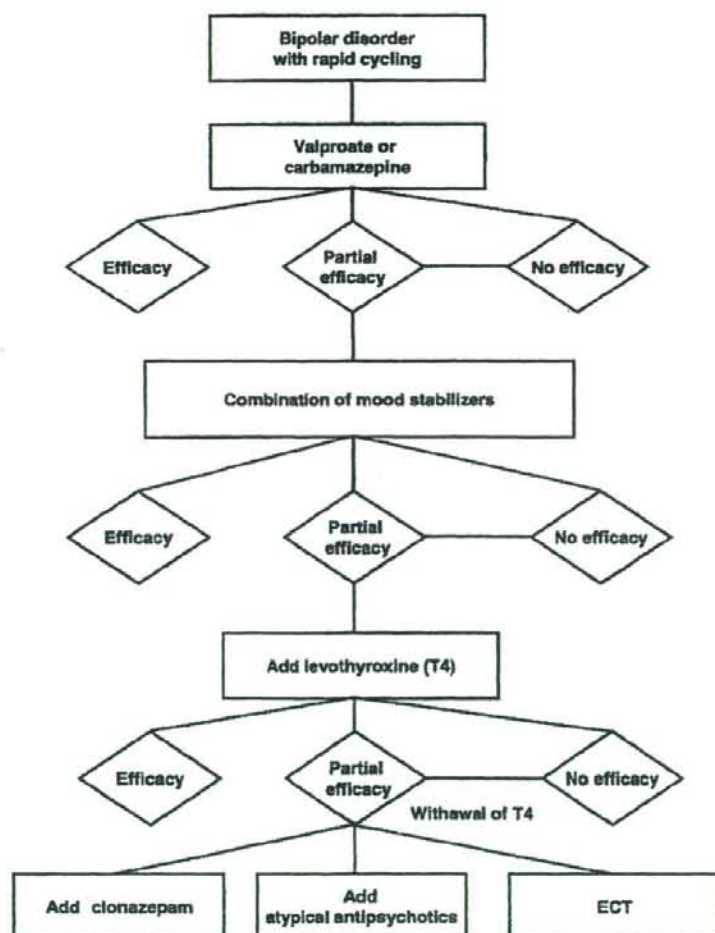 Bipolar disorder
with rapid cycling
Valproate or
carbamazepine
Efficacy
Partial
efficacy
No efficacy
Combination of mood stabilizers
Efficacy
Partial
efficacy
No efficacy
Add levothyroxine (T4)
Efficacy
Partial
efficacy
No efficacy
Withawal of T4
Add clonazepam
Add
atypical antipsychotics
ECT